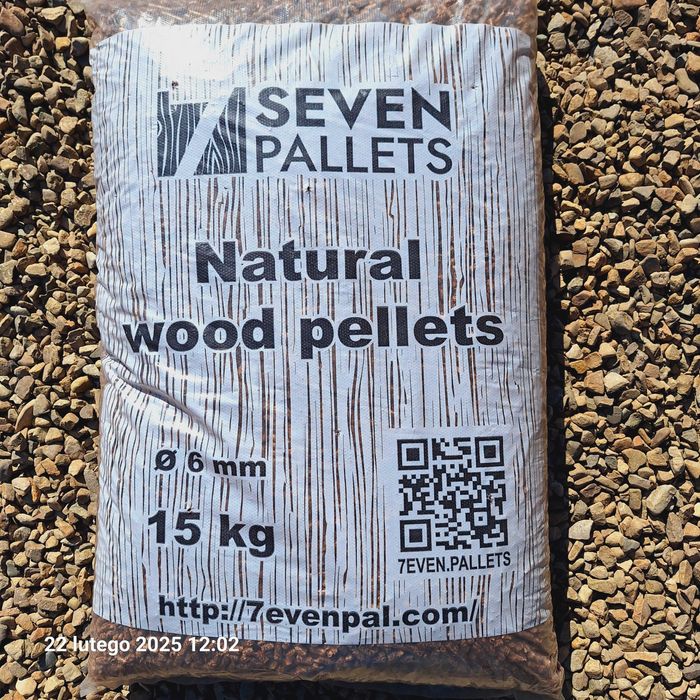 SEVEN
PALLETS
Natural
wood pellets
Ø 6 mm
15 kg
7EVEN.PALLETS
http://7evenpal.com/
22 lutego 2025 12:02